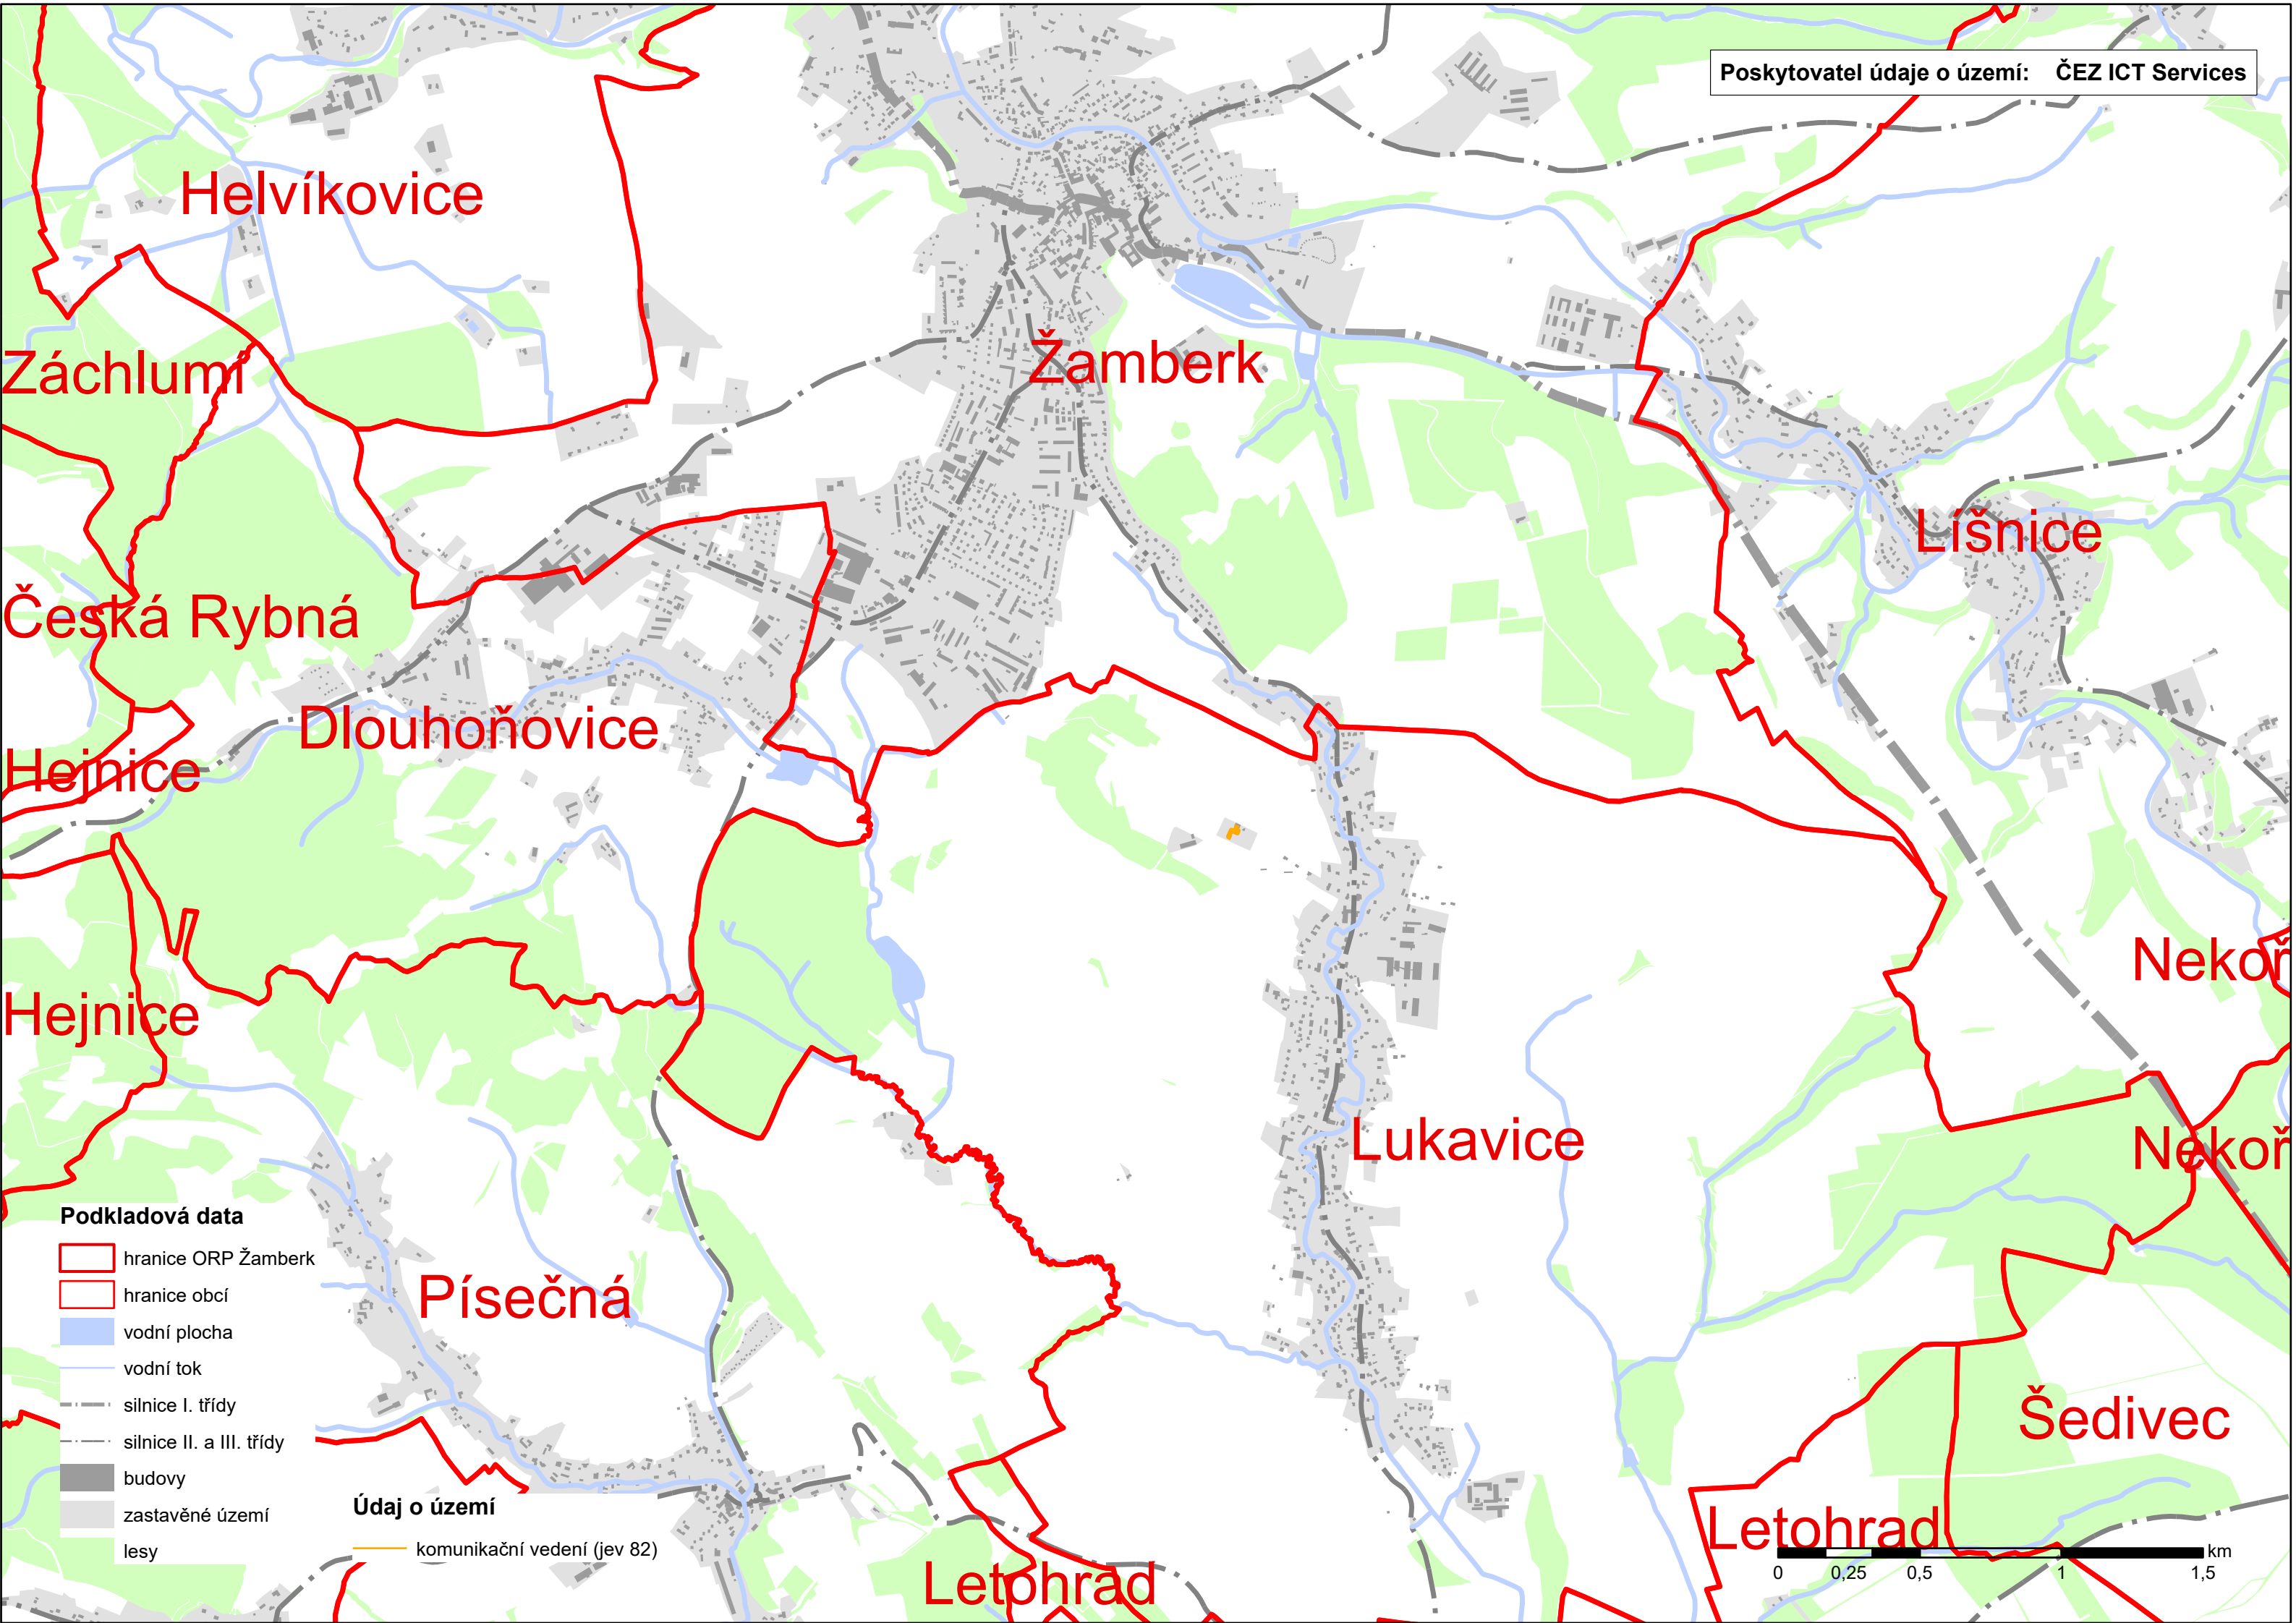 Poskytovatel údaje o území: ČEZ ICT Services
Helvíkovice
Žamberk
Záchlumí
Líšnice
Česká Rybná
Dlouhoňovice
Hejnice
Nekoř
Hejnice
Lukavice
Nekoř
Písečná
Šedivec
Letohrad
Letohrad
Podkladová data
hranice ORP Žamberk
hranice obcí
vodní plocha
vodní tok
silnice I. třídy
silnice II. a III. třídy
budovy
zastavěné území
lesy
Údaj o území
komunikační vedení (jev 82)
km
0 0,25 0,5 1 1,5